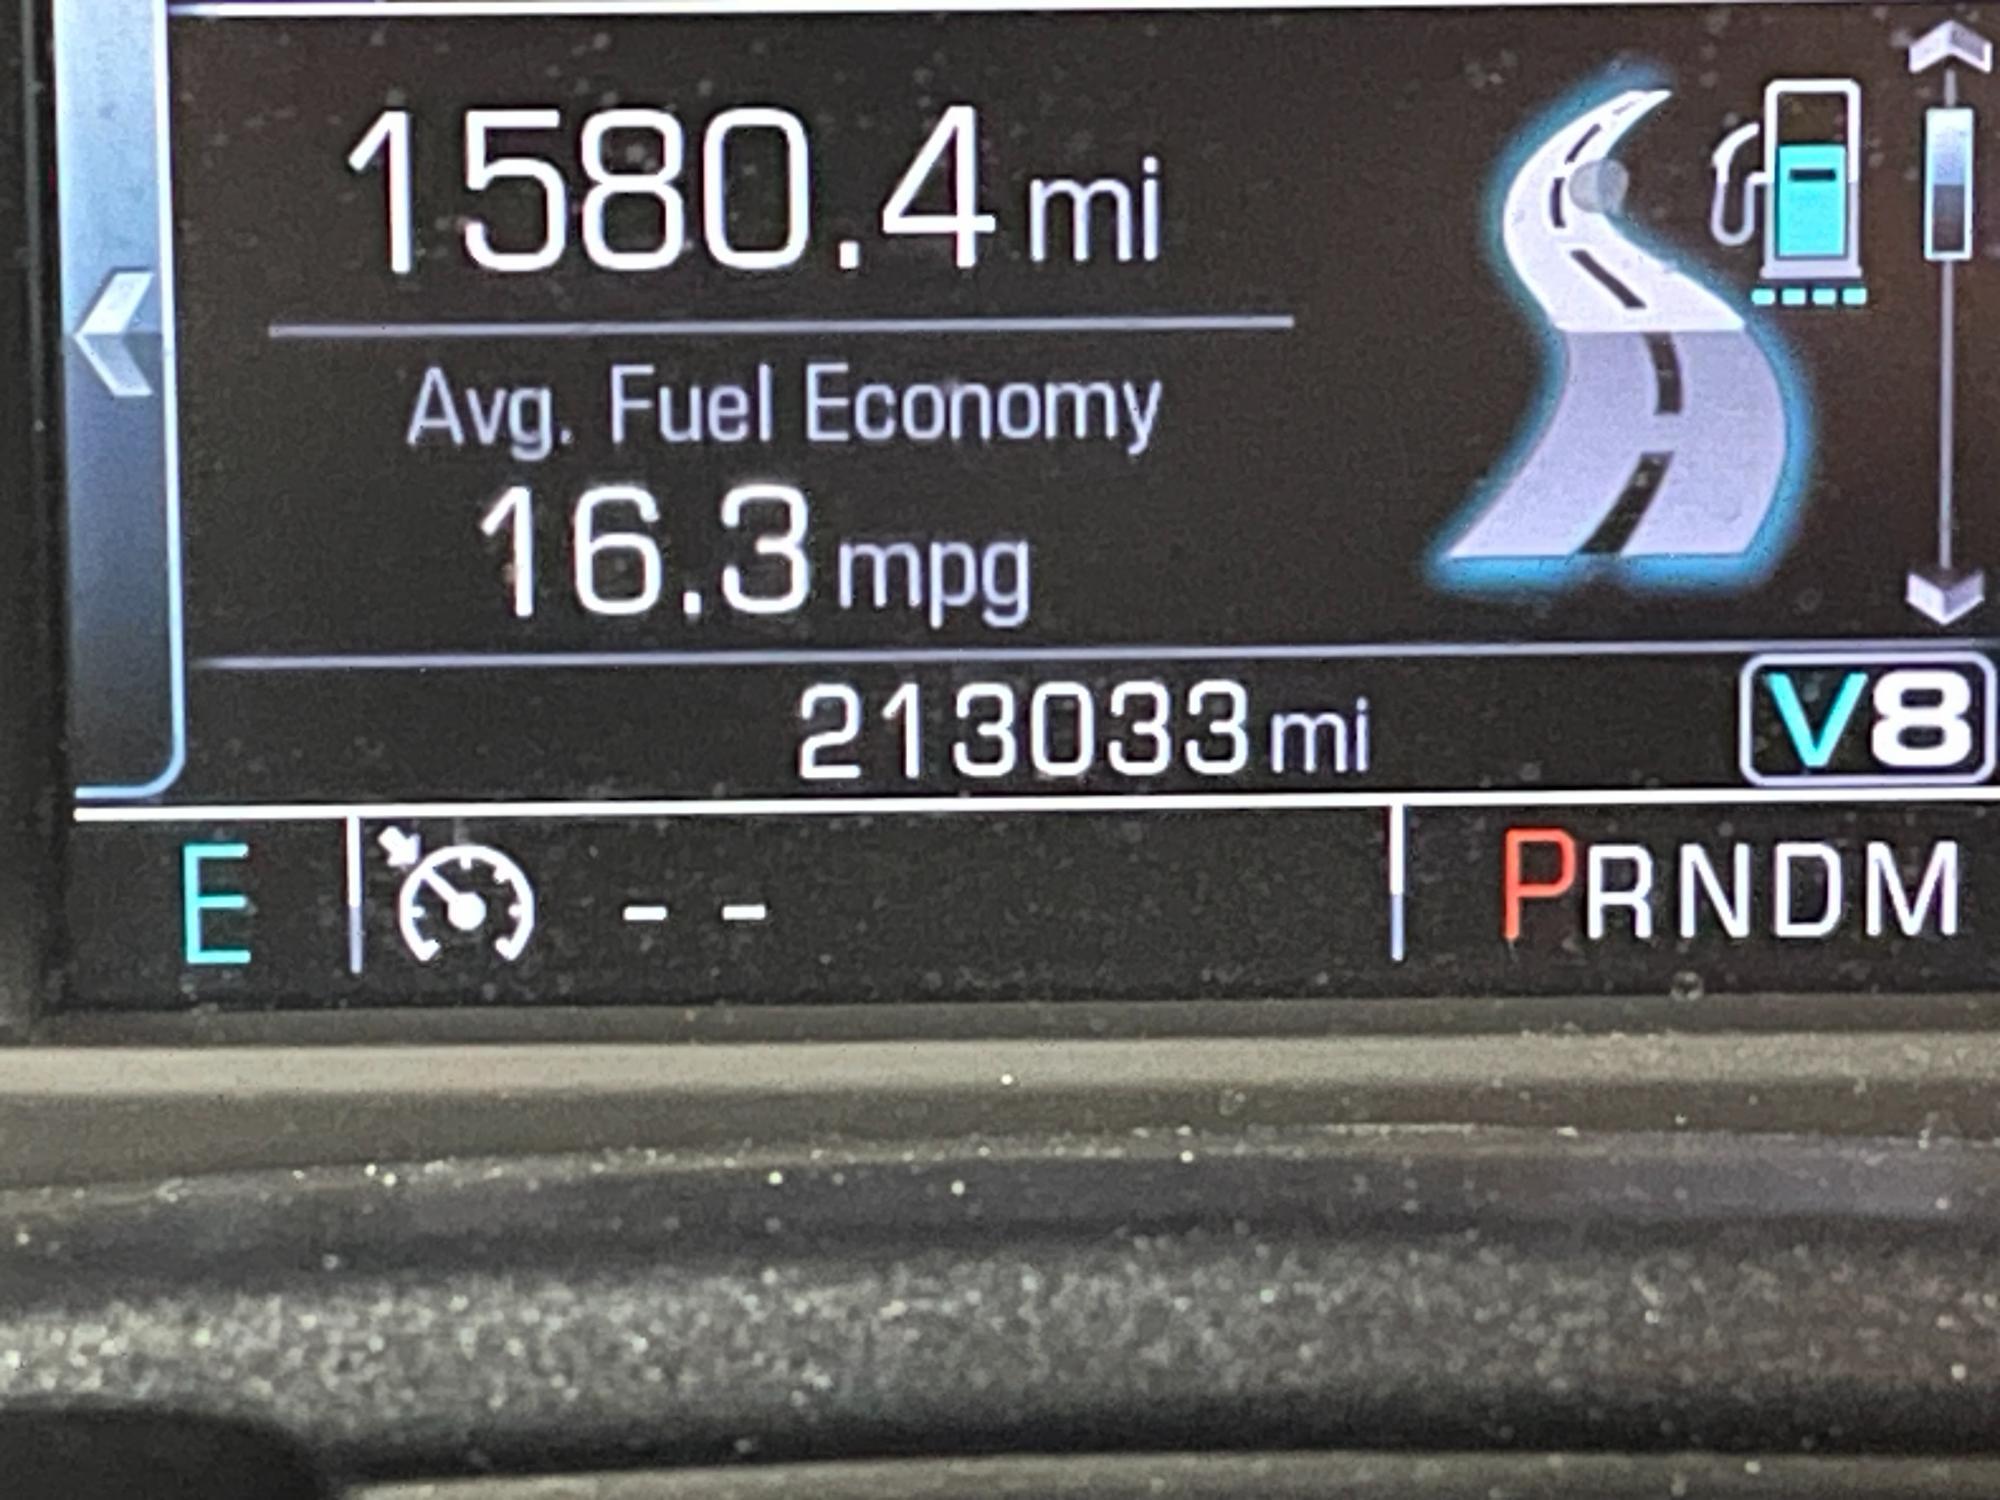 1580.4 mi
Avg. Fuel Economy
16.3 mpg
213033 mi
V8
E
- -
PRNDM